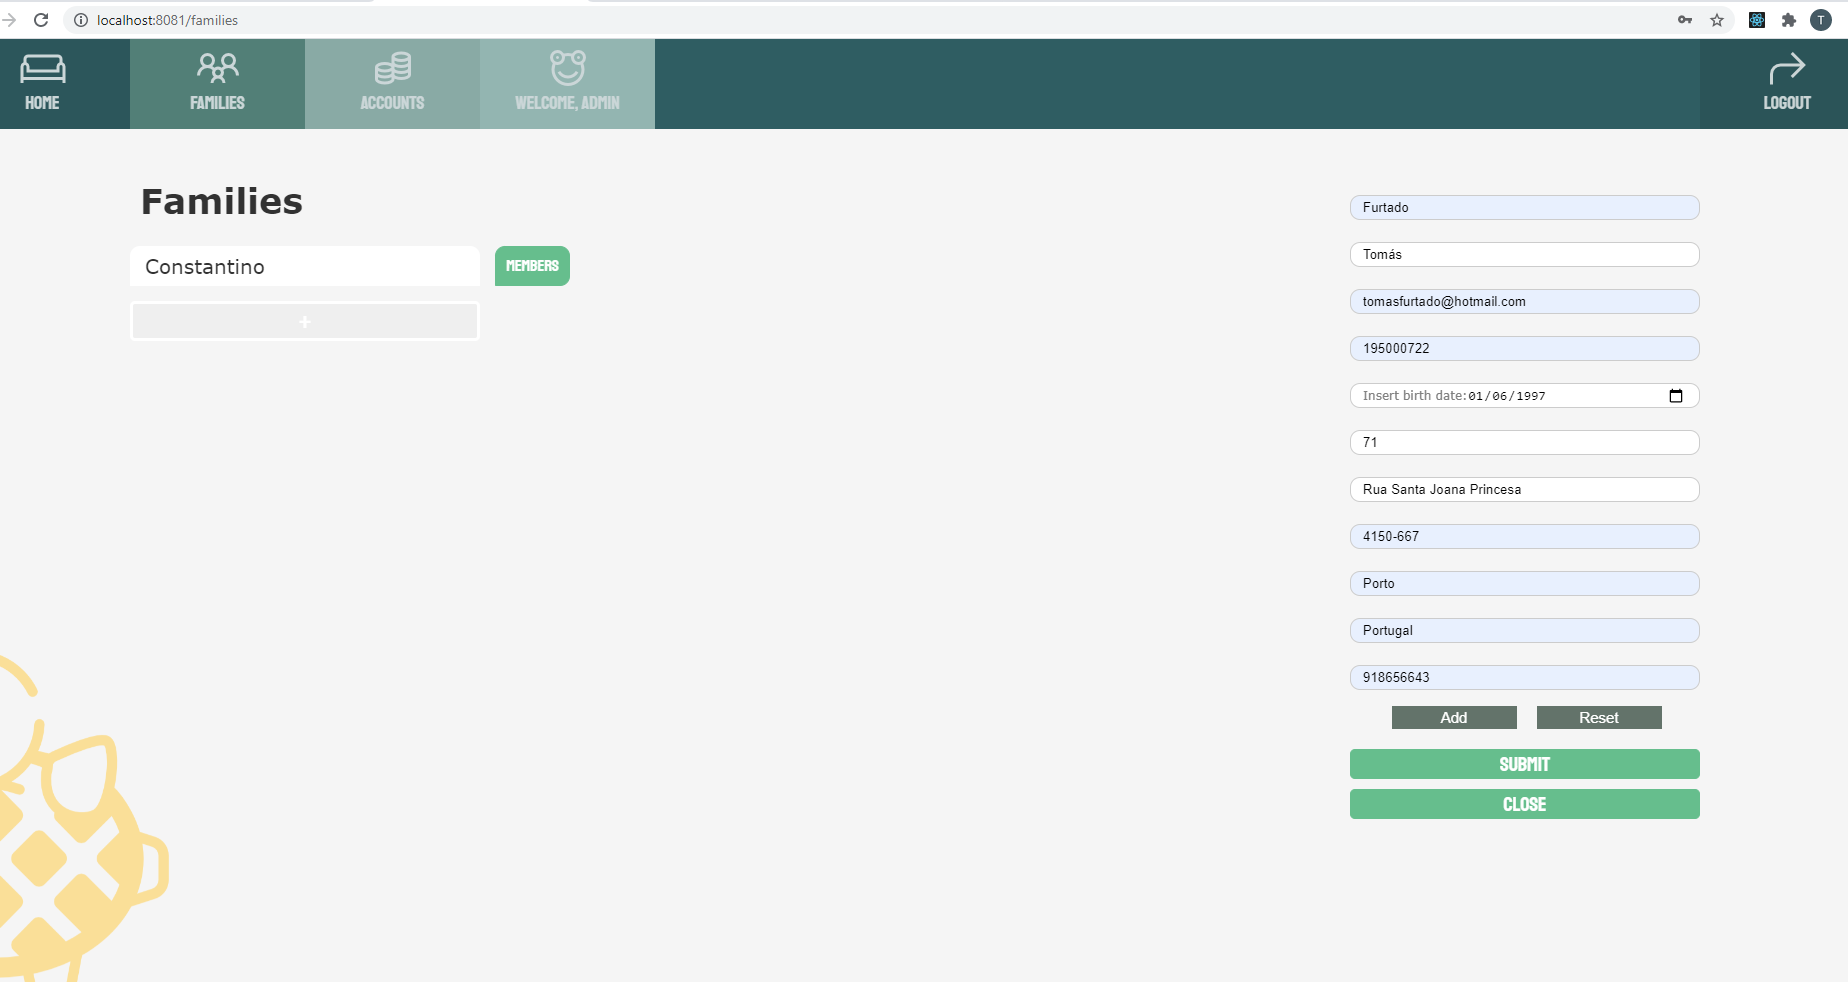 localhost:8081/families
T
HOME
FAMILIES
ACCOUNTS
WELCOME, ADMIN
LOGOUT
Families
Constantino
MEMBERS
+
Furtado
Tomás
tomasfurtado@hotmail.com
195000722
Insert birth date: 01/06/1997
71
Rua Santa Joana Princesa
4150-667
Porto
Portugal
918656643
Add
Reset
SUBMIT
CLOSE